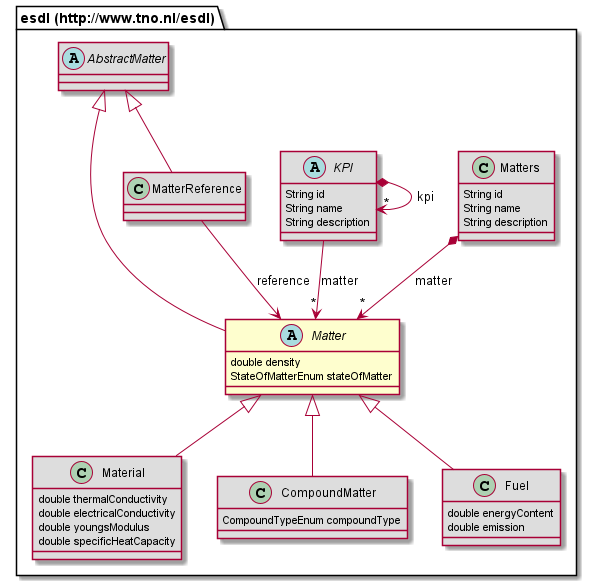 esdl (http://www.tno.nl/esdl)
A AbstractMatter
C MatterReference
A KPI
String id
String name
String description
kpi
*
C Matters
String id
String name
String description
reference
matter
*
matter
*
A Matter
double density
StateOfMatterEnum stateOfMatter
C Material
double thermalConductivity
double electricalConductivity
double youngsModulus
double specificHeatCapacity
C CompoundMatter
CompoundTypeEnum compoundType
C Fuel
double energyContent
double emission